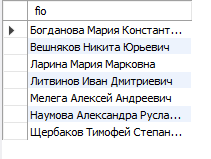 fio
Богданова Мария Констант...
Вешняков Никита Юрьевич
Ларина Мария Марковна
Литвинов Иван Дмитриевич
Мелега Алексей Андреевич
Наумова Александра Русла...
Щербаков Тимофей Степан...